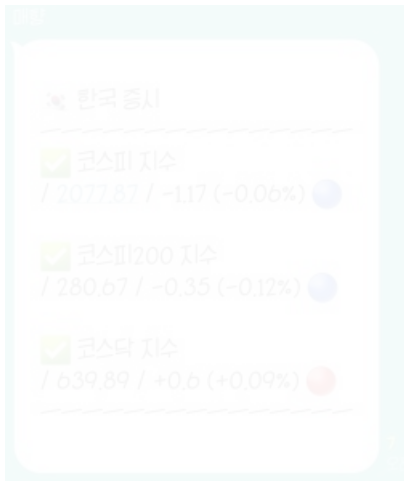 한국 증시
✅ 코스피 지수
/ 2077,87 / -1,17 (-0,06%)
✅ 코스피200 지수
/ 280,67 / -0,35 (-0,12%)
✅ 코스닥 지수
/ 639,89 / +0,6 (+0,09%)